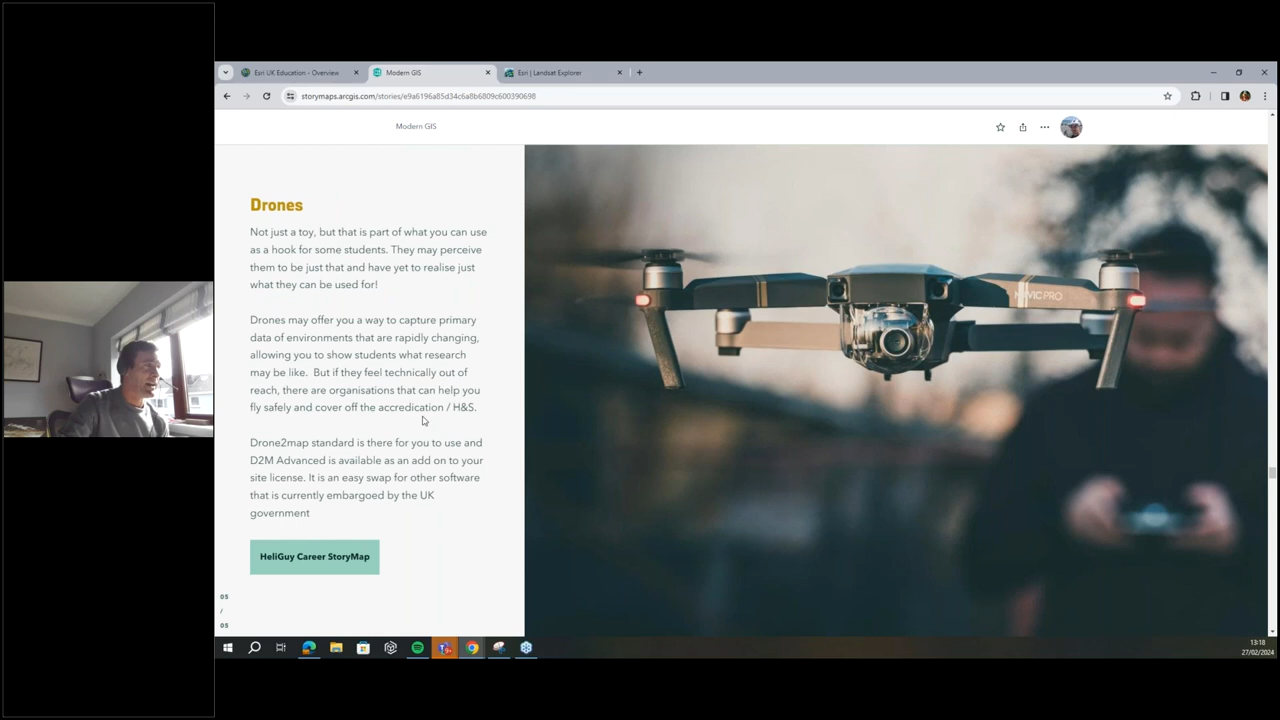 Esri UK Education - Overview
Modern GIS
Esri | Landsat Explorer
storymaps.arcgis.com/stories/e9a6196a85d34c6a8b6809c600390698
Modern GIS
Drones
Not just a toy, but that is part of what you can use
as a hook for some students. They may perceive
them to be just that and have yet to realise just
what they can be used for!
Drones may offer you a way to capture primary
data of environments that are rapidly changing,
allowing you to show students what research
may be like. But if they feel technically out of
reach, there are organisations that can help you
fly safely and cover off the accredication / H&S.
Drone2map standard is there for you to use and
D2M Advanced is available as an add on to your
site license. It is an easy swap for other software
that is currently embargoed by the UK
government
HeliGuy Career StoryMap
05
/
05
MAVIC PRO
13:18
27/02/2024